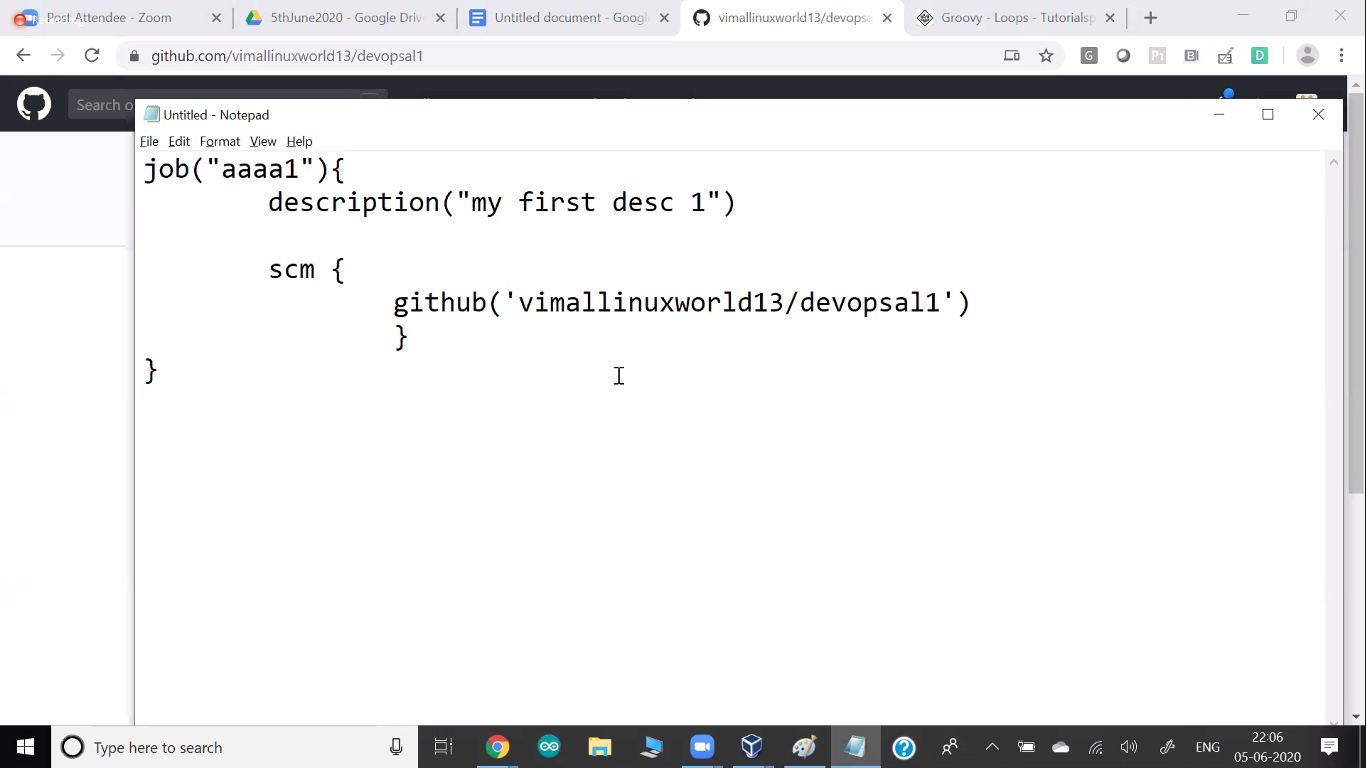 Post Attendee - Zoom
5thJune2020 - Google Drive
Untitled document - Googl
vimallinuxworld13/devopsa
Groovy - Loops - Tutorialsp
github.com/vimallinuxworld13/devopsal1
Search o
Untitled - Notepad
File Edit Format View Help
job("aaaa1"){
description("my first desc 1")
scm {
github('vimallinuxworld13/devopsal1')
}
}
Type here to search
ENG
22:06
05-06-2020